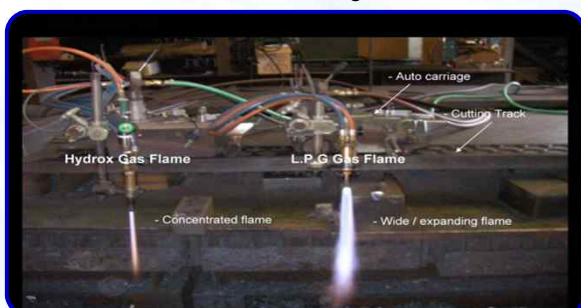 - Auto carriage
- Cutting Track
Hydrox Gas Flame
L.P.G Gas Flame
- Concentrated flame
- Wide / expanding flame